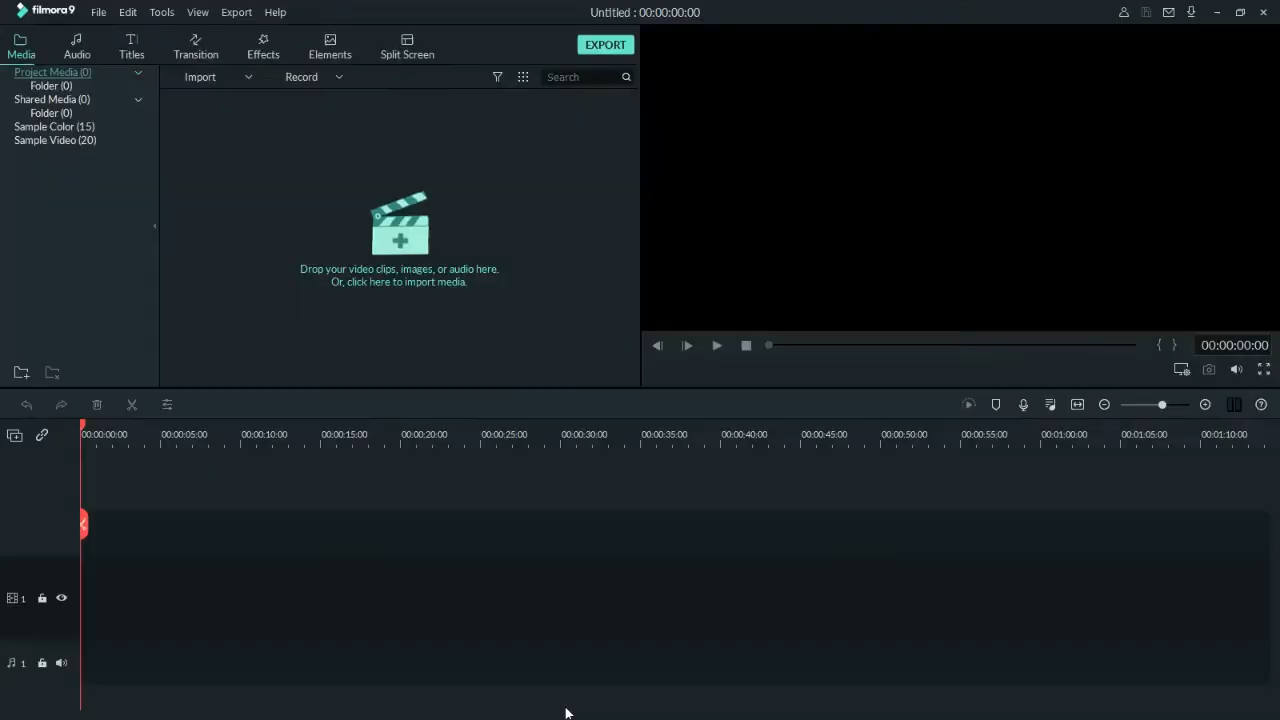 filmora9 File Edit Tools View Export Help Untitled : 00:00:00:00
Media Audio Titles Transition Effects Elements Split Screen EXPORT
Project Media (0)
Folder (0)
Shared Media (0)
Folder (0)
Sample Color (15)
Sample Video (20)
Import Record Search
Drop your video clips, images, or audio here.
Or, click here to import media.
00:00:00:00
00:00:00:00 00:00:05:00 00:00:10:00 00:00:15:00 00:00:20:00 00:00:25:00 00:00:30:00 00:00:35:00 00:00:40:00 00:00:45:00 00:00:50:00 00:00:55:00 00:01:00:00 00:01:05:00 00:01:10:00
1
1